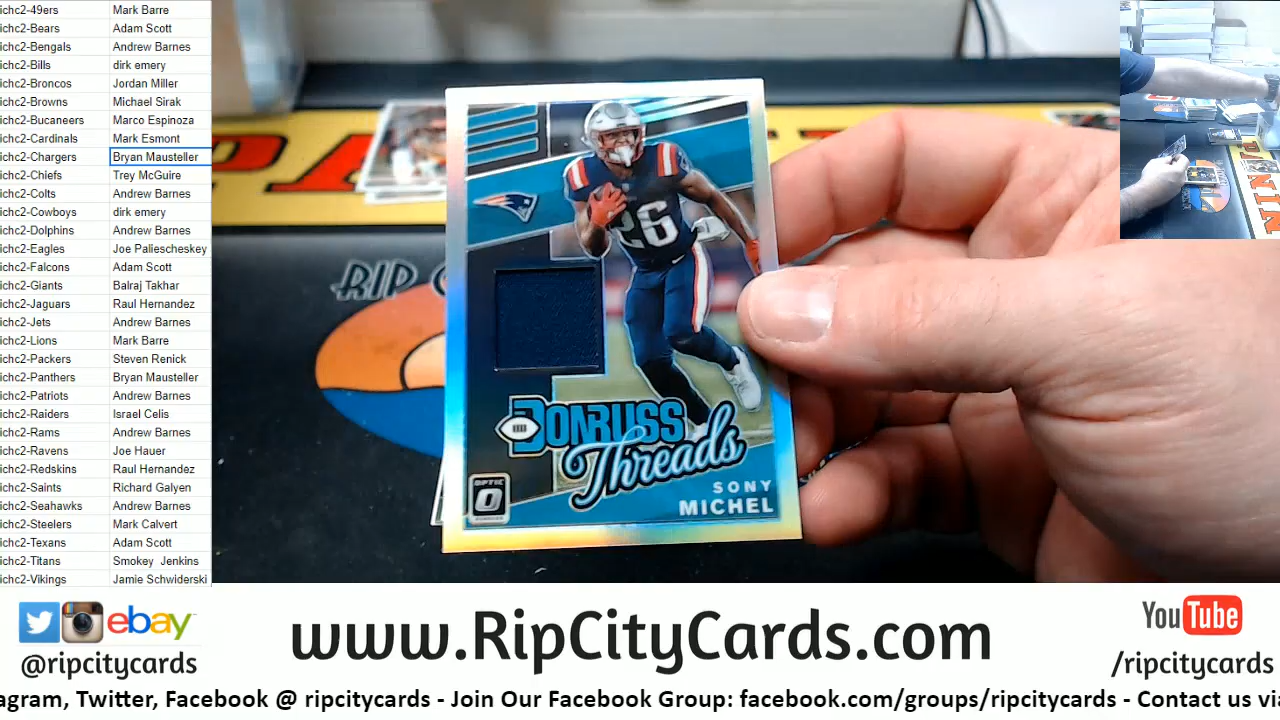 ichc2-49ers Mark Barre
ichc2-Bears Adam Scott
ichc2-Bengals Andrew Barnes
ichc2-Bills dirk emery
ichc2-Broncos Jordan Miller
ichc2-Browns Michael Sirak
ichc2-Bucaneers Marco Espinoza
ichc2-Cardinals Mark Esmont
ichc2-Chargers Bryan Mausteller
ichc2-Chiefs Trey McGuire
ichc2-Colts Andrew Barnes
ichc2-Cowboys dirk emery
ichc2-Dolphins Andrew Barnes
ichc2-Eagles Joe Paliescheskey
ichc2-Falcons Adam Scott
ichc2-Giants Balraj Takhar
ichc2-Jaguars Raul Hernandez
ichc2-Jets Andrew Barnes
ichc2-Lions Mark Barre
ichc2-Packers Steven Renick
ichc2-Panthers Bryan Mausteller
ichc2-Patriots Andrew Barnes
ichc2-Raiders Israel Celis
ichc2-Rams Andrew Barnes
ichc2-Ravens Joe Hauer
ichc2-Redskins Raul Hernandez
ichc2-Saints Richard Galyen
ichc2-Seahawks Andrew Barnes
ichc2-Steelers Mark Calvert
ichc2-Texans Adam Scott
ichc2-Titans Smokey Jenkins
ichc2-Vikings Jamie Schwiderski
RIP
26
DONRUSS
Threads
OPTIC
SONY
MICHEL
ebay
@ripcitycards
www.RipCityCards.com
YouTube
/ripcitycards
agram, Twitter, Facebook @ ripcitycards - Join Our Facebook Group: facebook.com/groups/ripcitycards - Contact us via